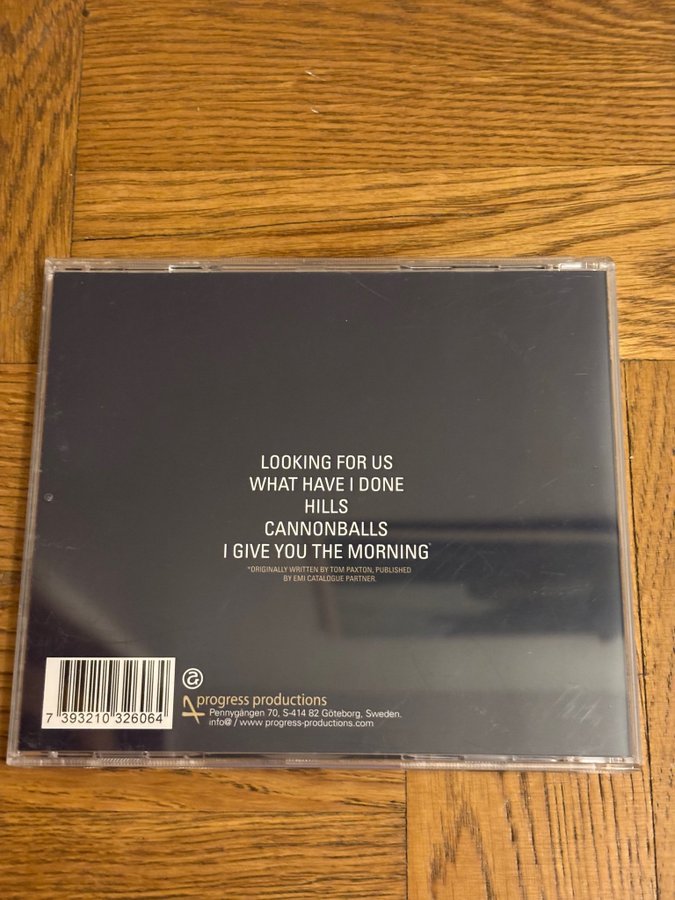 LOOKING FOR US
WHAT HAVE I DONE
HILLS
CANNONBALLS
I GIVE YOU THE MORNING*
*ORIGINALLY WRITTEN BY TOM PAXTON, PUBLISHED
BY EMI CATALOGUE PARTNER.
progress productions
Pennygången 70, S-414 82 Göteborg, Sweden.
info@ / www.progress-productions.com
7 393210 326064